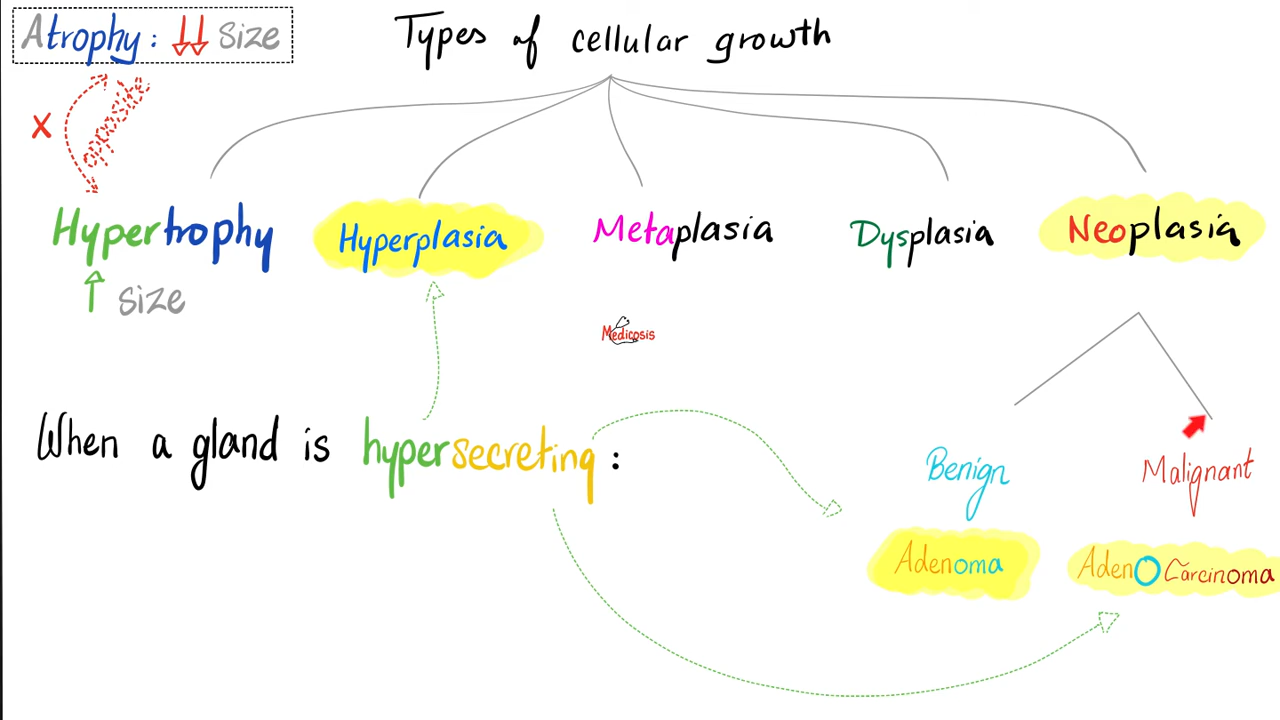 Atrophy: ↓↓ Size
Types of cellular growth
X
Hypertrophy
Hyperplasia
Metaplasia
Dysplasia
Neoplasia
↑ size
Medicosis
When a gland is hypersecreting :
Benign
Malignant
Adenoma
AdenOCarcinoma